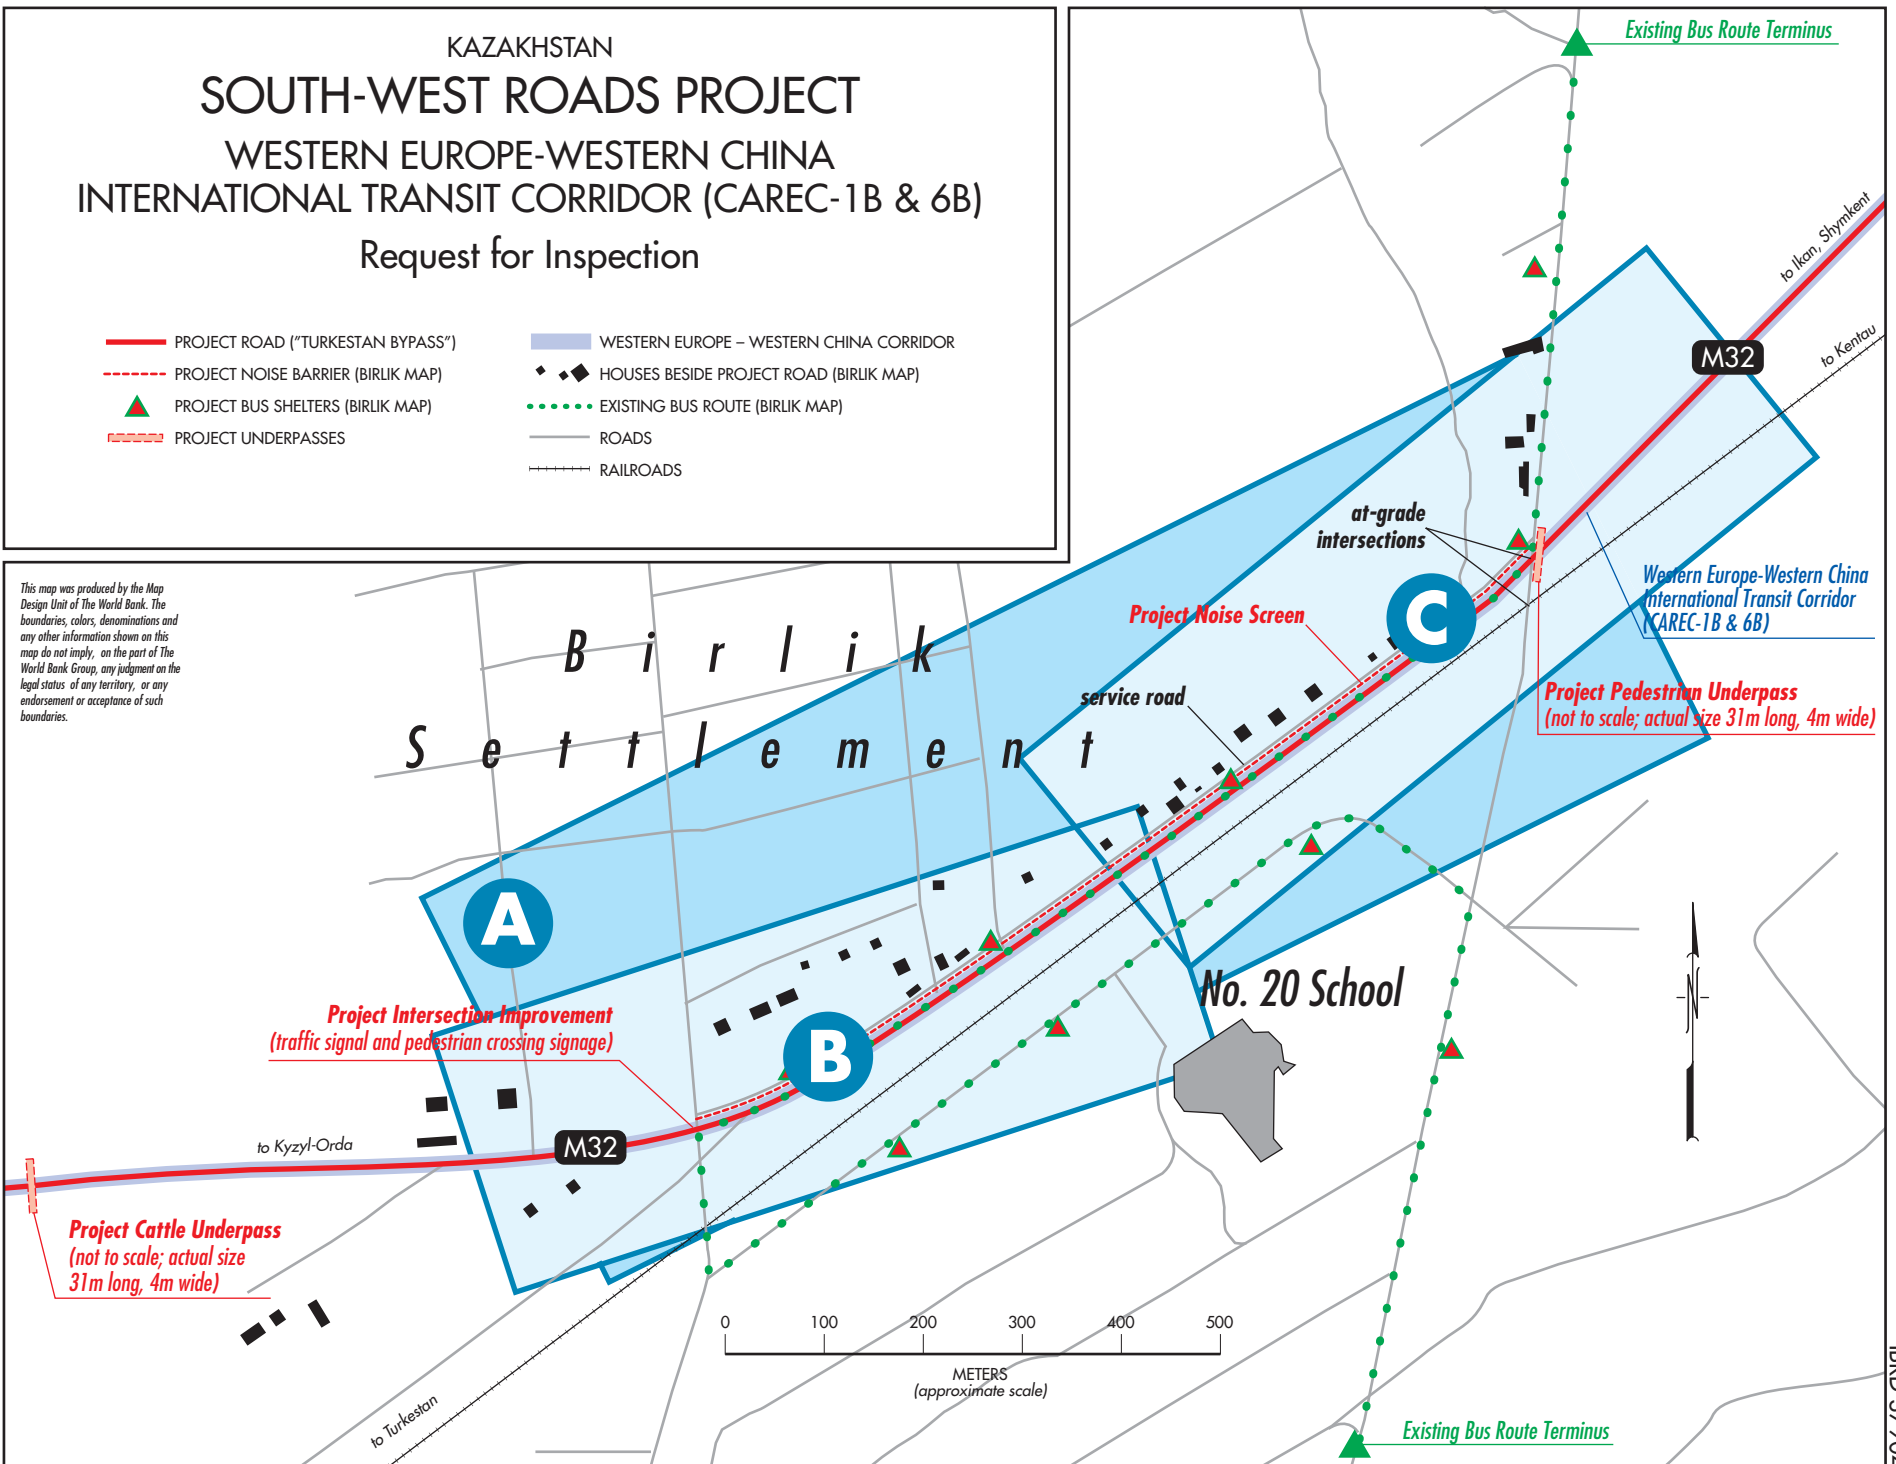 KAZAKHSTAN
SOUTH-WEST ROADS PROJECT
WESTERN EUROPE-WESTERN CHINA
INTERNATIONAL TRANSIT CORRIDOR (CAREC-1B & 6B)
Request for Inspection
PROJECT ROAD ("TURKESTAN BYPASS")
PROJECT NOISE BARRIER (BIRLIK MAP)
PROJECT BUS SHELTERS (BIRLIK MAP)
PROJECT UNDERPASSES
WESTERN EUROPE – WESTERN CHINA CORRIDOR
HOUSES BESIDE PROJECT ROAD (BIRLIK MAP)
EXISTING BUS ROUTE (BIRLIK MAP)
ROADS
RAILROADS
Existing Bus Route Terminus
to Ikan, Shymkent
M32
to Kentau
at-grade
intersections
This map was produced by the Map
Design Unit of The World Bank. The
boundaries, colors, denominations and
any other information shown on this
map do not imply, on the part of The
World Bank Group, any judgment on the
legal status of any territory, or any
endorsement or acceptance of such
boundaries.
Western Europe-Western China
International Transit Corridor
(CAREC-1B & 6B)
C
Project Noise Screen
Birlik
Settlement
service road
Project Pedestrian Underpass
(not to scale; actual size 31m long, 4m wide)
A
No. 20 School
N
Project Intersection Improvement
(traffic signal and pedestrian crossing signage)
B
to Kyzyl-Orda
M32
Project Cattle Underpass
(not to scale; actual size
31m long, 4m wide)
0 100 200 300 400 500
METERS
(approximate scale)
to Turkestan
Existing Bus Route Terminus